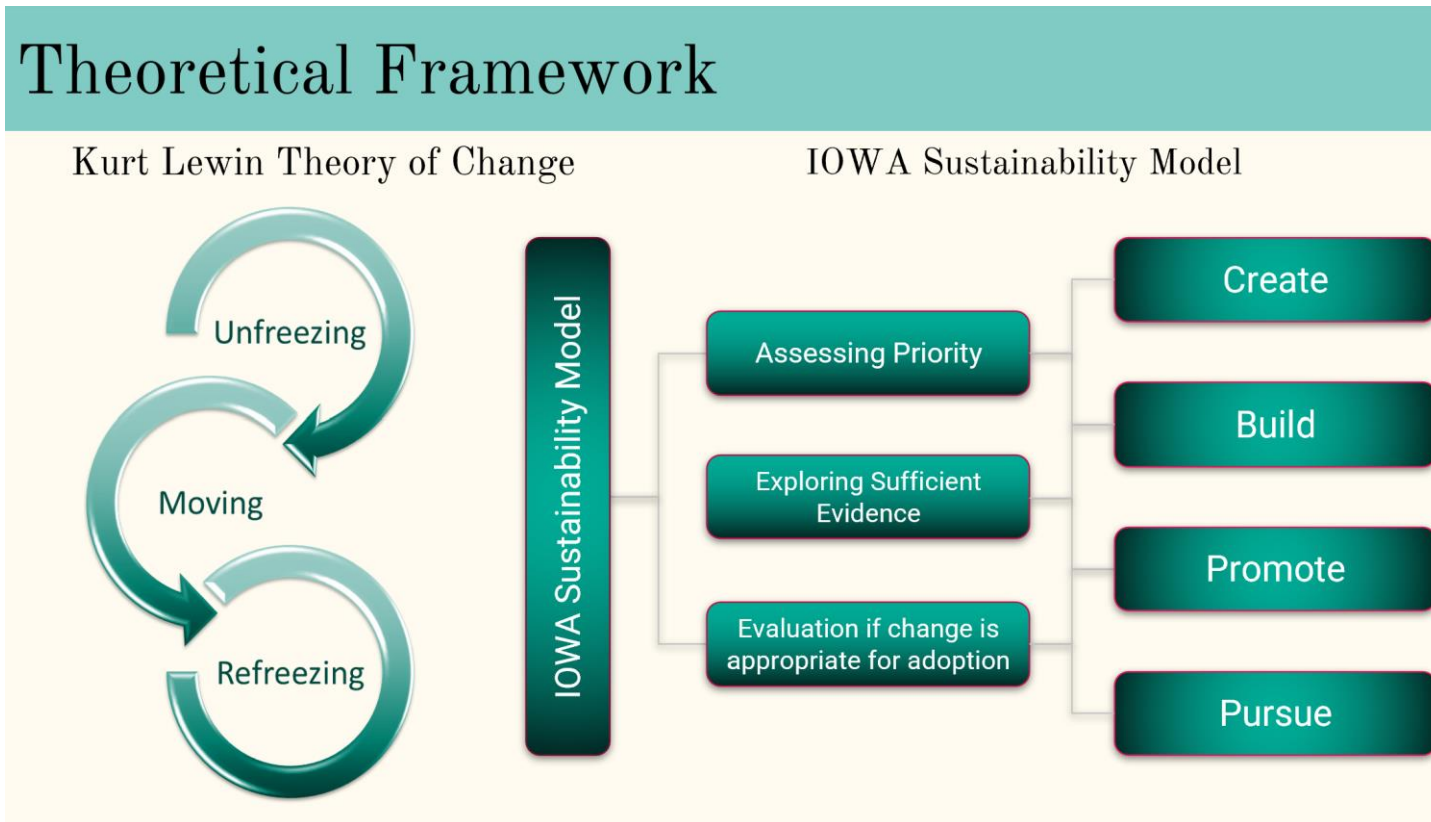 Theoretical Framework
Kurt Lewin Theory of Change
Unfreezing
Moving
Refreezing
IOWA Sustainability Model
IOWA Sustainability Model
Assessing Priority
Exploring Sufficient
Evidence
Evaluation if change is
appropriate for adoption
Create
Build
Promote
Pursue